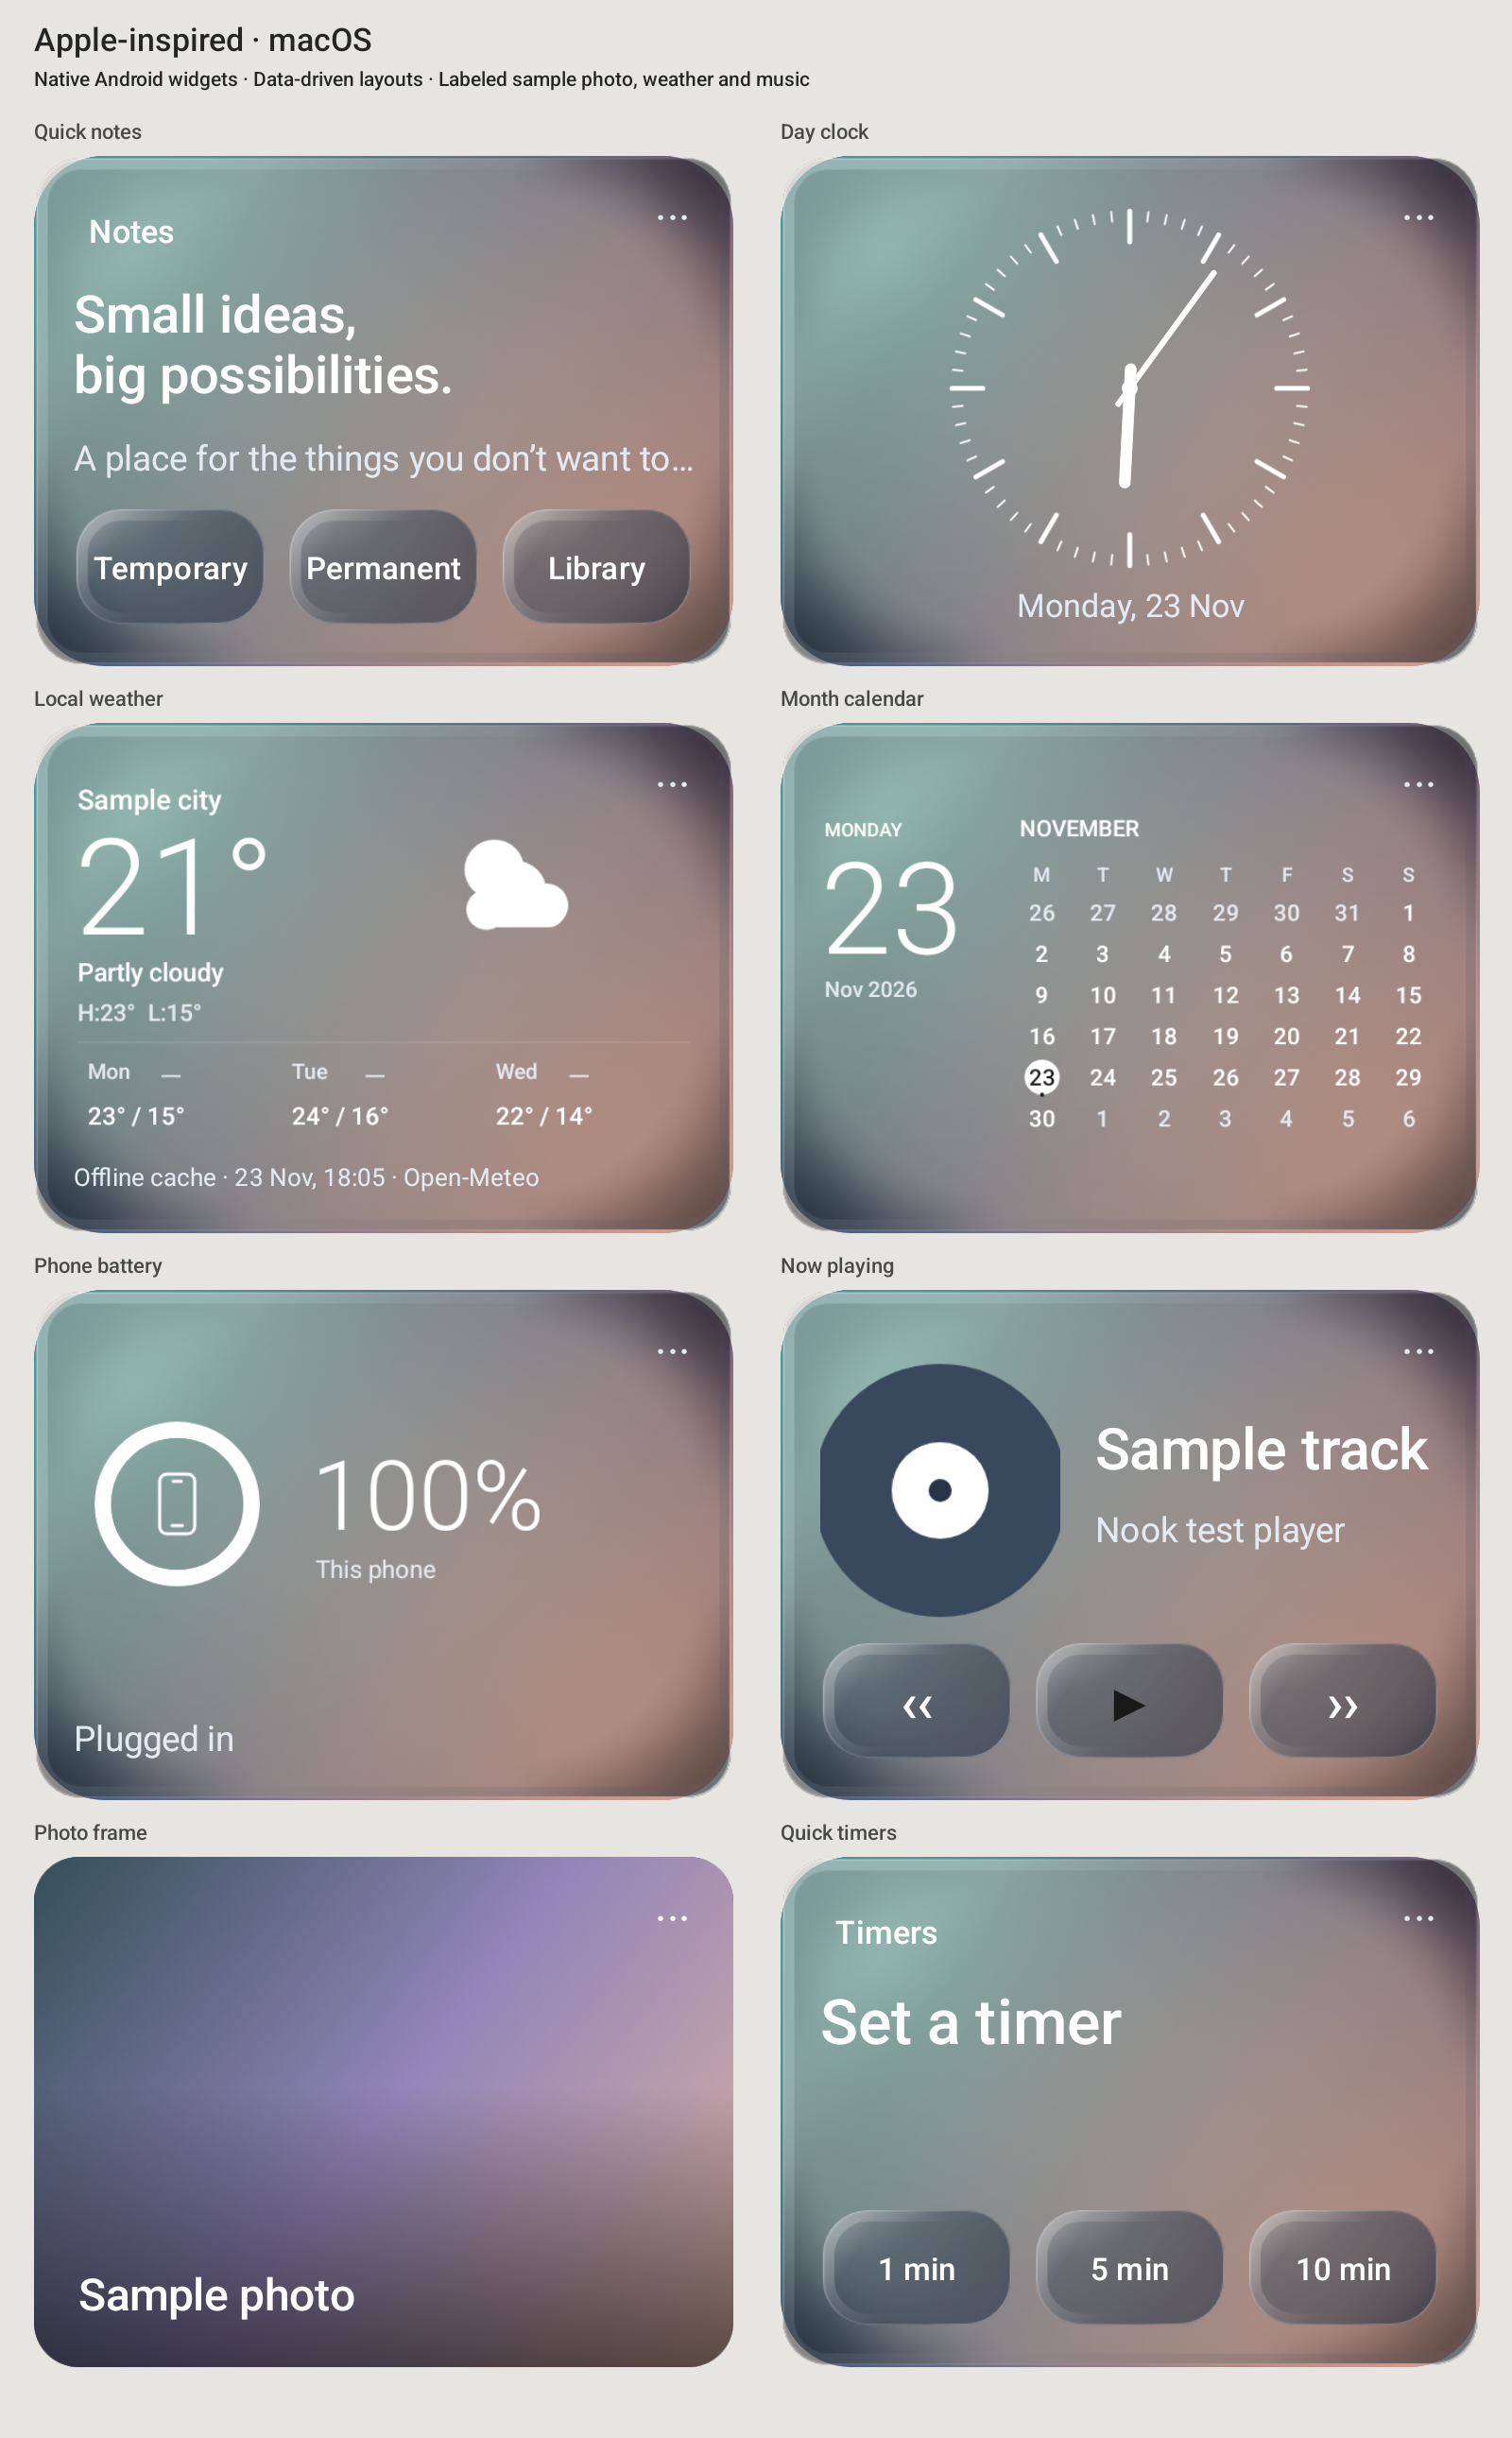 Apple-inspired · macOS
Native Android widgets · Data-driven layouts · Labeled sample photo, weather and music
Quick notes
Notes
...
Small ideas,
big possibilities.
A place for the things you don’t want to…
Temporary Permanent Library
Day clock
...
Monday, 23 Nov
Local weather
...
Sample city
21°
Partly cloudy
H:23° L:15°
Mon — Tue — Wed —
23° / 15° 24° / 16° 22° / 14°
Offline cache · 23 Nov, 18:05 · Open-Meteo
Month calendar
...
MONDAY
23
Nov 2026
NOVEMBER
M T W T F S S
26 27 28 29 30 31 1
2 3 4 5 6 7 8
9 10 11 12 13 14 15
16 17 18 19 20 21 22
23 24 25 26 27 28 29
30 1 2 3 4 5 6
Phone battery
...
100%
This phone
Plugged in
Now playing
...
Sample track
Nook test player
‹‹ ▶ ››
Photo frame
...
Sample photo
Quick timers
...
Timers
Set a timer
1 min 5 min 10 min